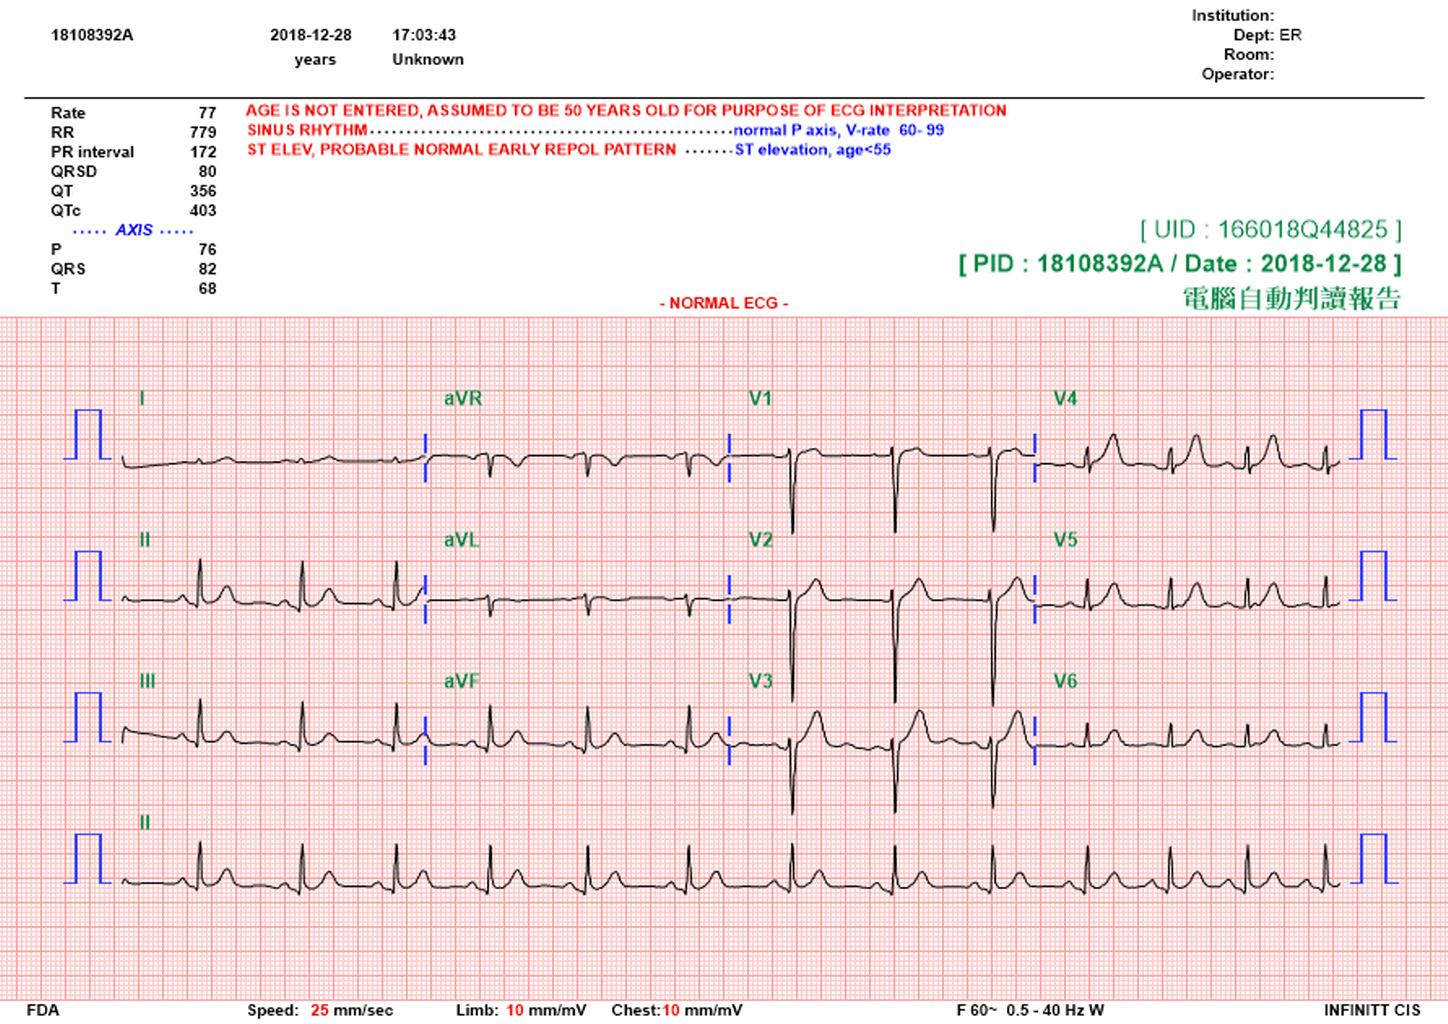 Institution:
18108392A 2018-12-28 17:03:43 Dept: ER
years Unknown Room:
Operator:
Rate 77 AGE IS NOT ENTERED, ASSUMED TO BE 50 YEARS OLD FOR PURPOSE OF ECG INTERPRETATION
RR 779 SINUS RHYTHM..........................................normal P axis, V-rate 60- 99
PR interval 172 ST ELEV, PROBABLE NORMAL EARLY REPOL PATTERN .......ST elevation, age<55
QRSD 80
QT 356
QTc 403
..... AXIS .....
[ UID : 166018Q44825 ]
P 76
QRS 82 [ PID : 18108392A / Date : 2018-12-28 ]
T 68 電腦自動判讀報告
- NORMAL ECG -
I aVR V1 V4
II aVL V2 V5
III aVF V3 V6
II
FDA Speed: 25 mm/sec Limb: 10 mm/mV Chest:10 mm/mV F 60~ 0.5 - 40 Hz W INFINITT CIS